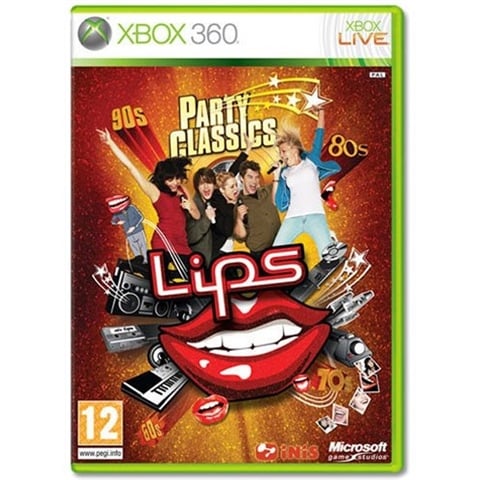 XBOX 360
XBOX
LIVE
PAL
90s
PARTY
CLASSICS
80s
Lips
70s
60s
12
www.pegi.info
iNiS
Microsoft
game studios